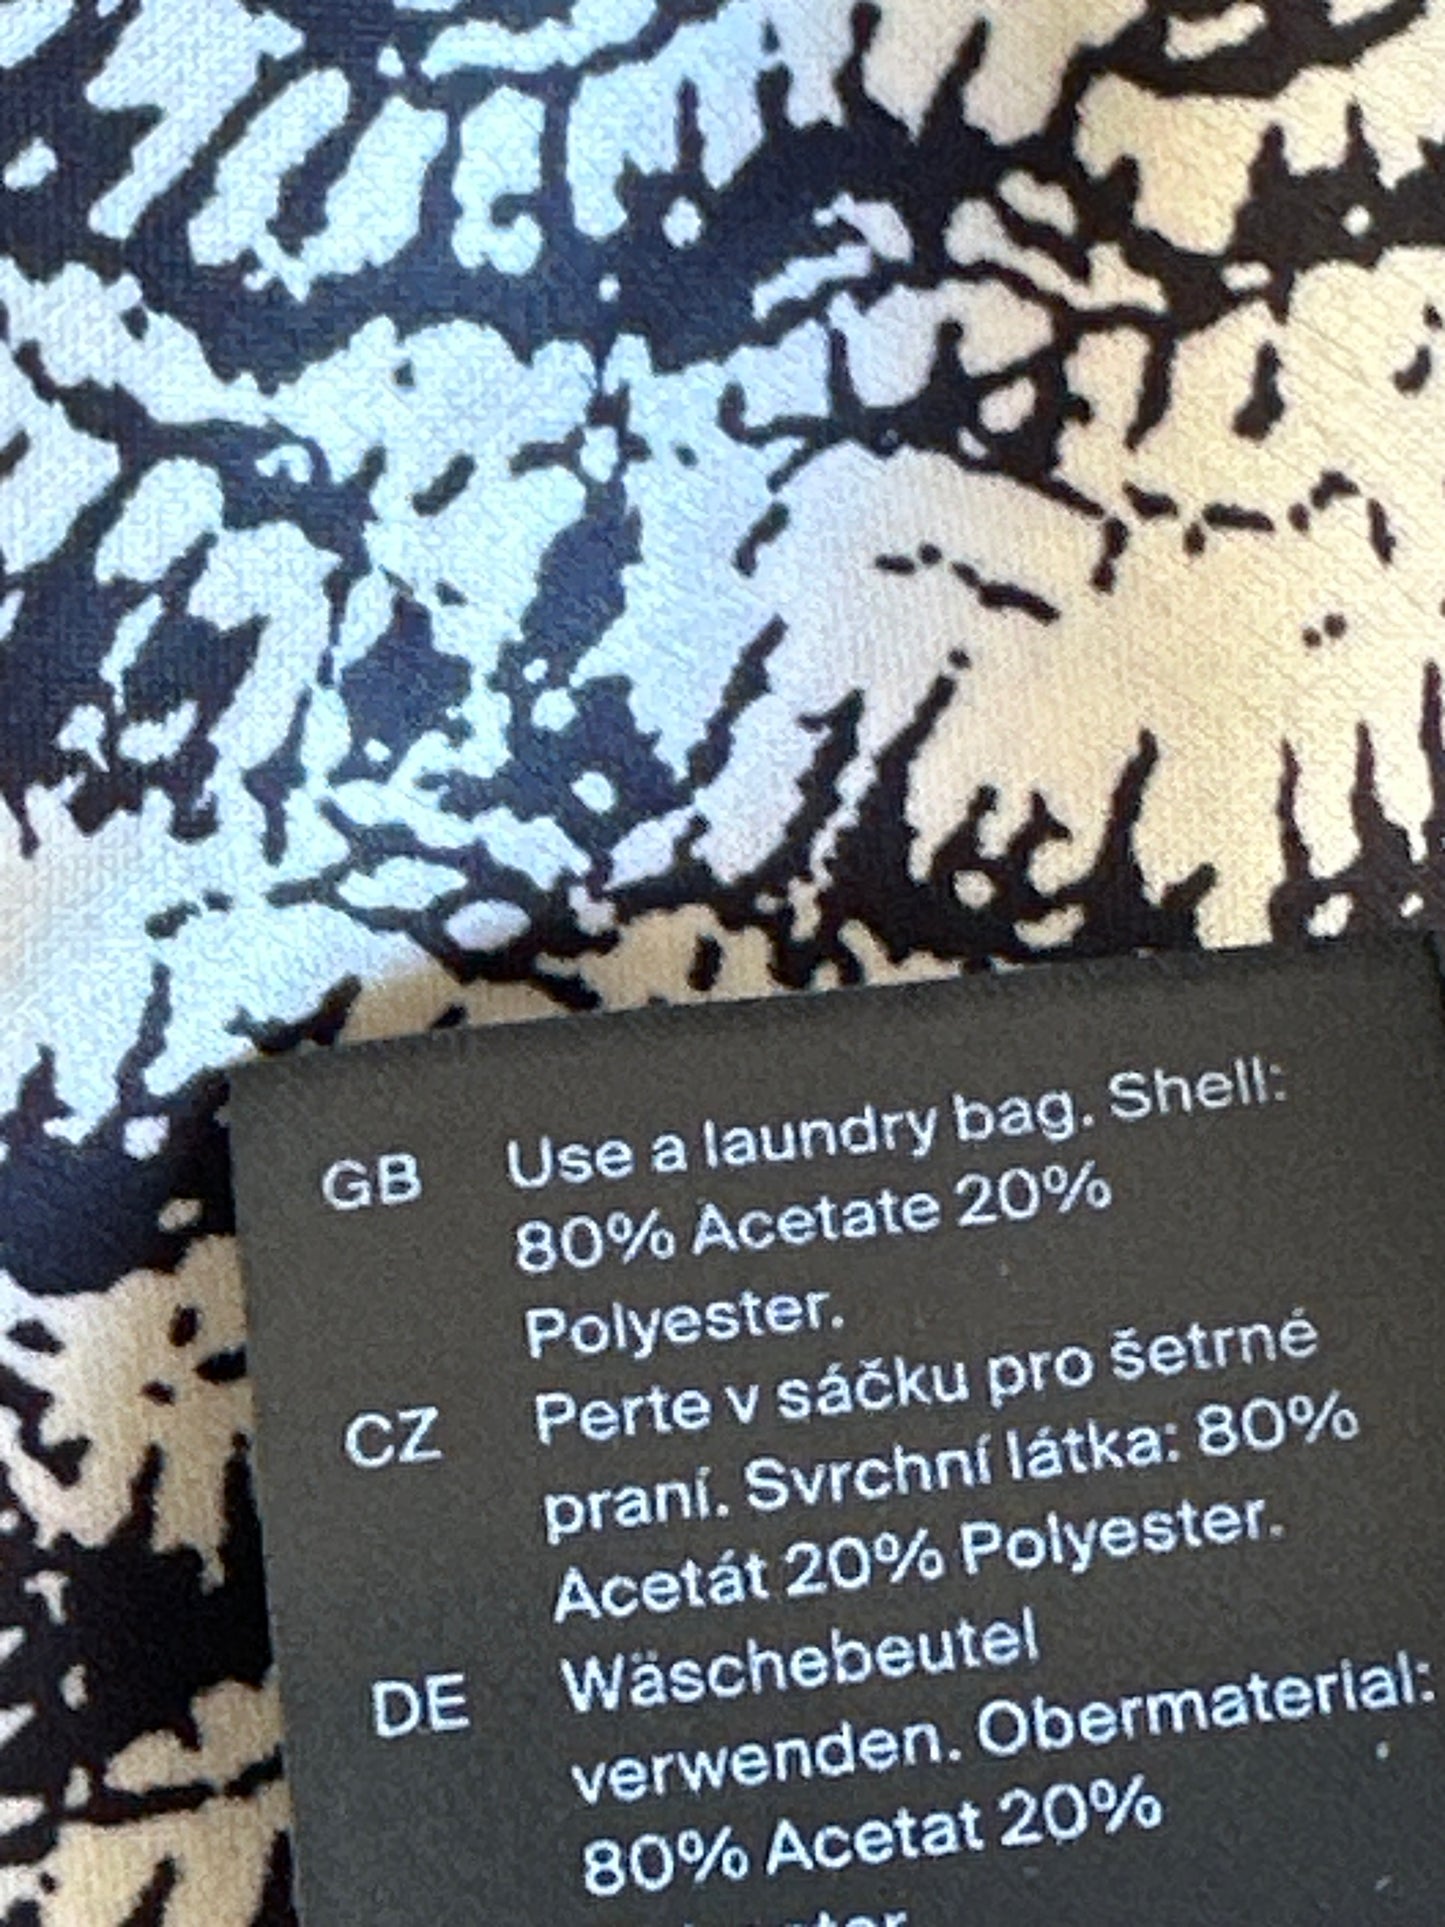 GB Use a laundry bag. Shell:
80% Acetate 20%
Polyester.
CZ Perte v sáčku pro šetrné
praní. Svrchní látka: 80%
Acetát 20% Polyester.
DE Wäschebeutel
verwenden. Obermaterial:
80% Acetat 20%